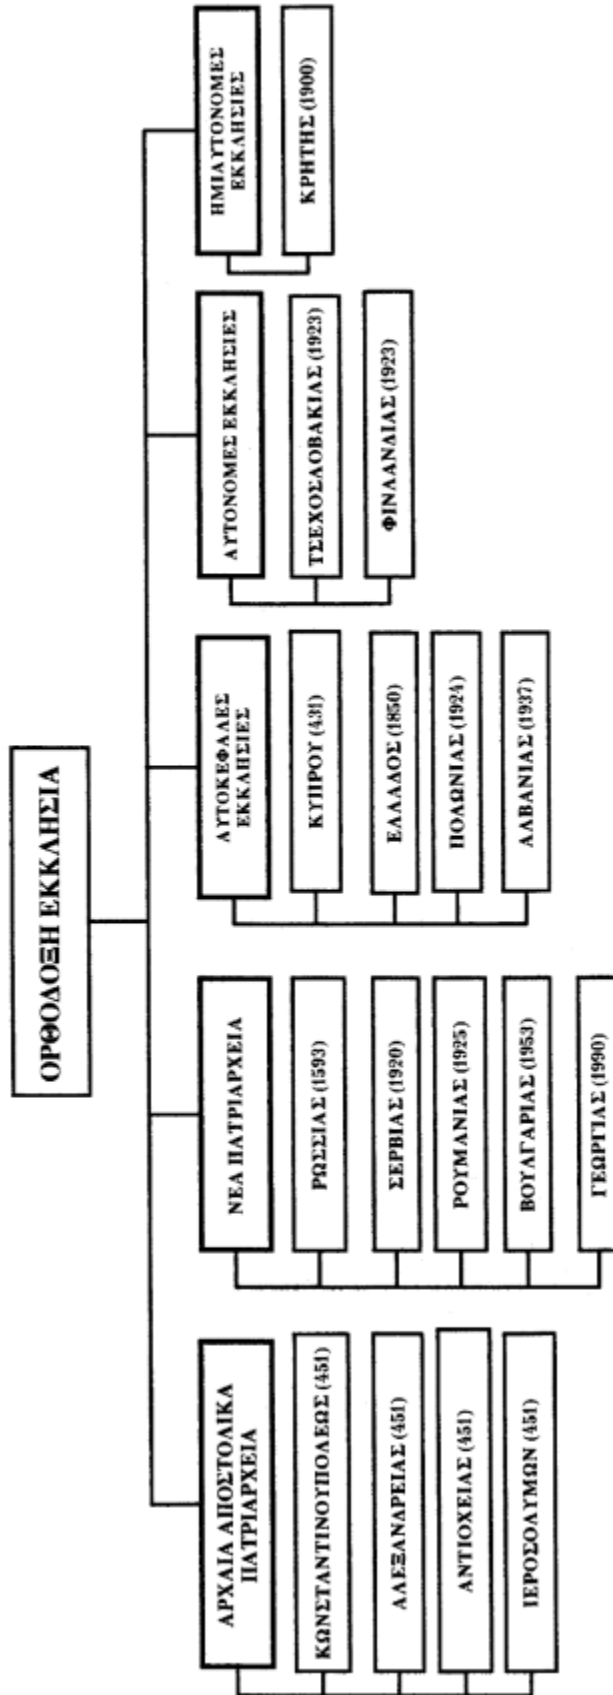 ΟΡΘΟΔΟΞΗ ΕΚΚΛΗΣΙΑ
ΑΡΧΑΙΑ ΑΠΟΣΤΟΛΙΚΑ
ΠΑΤΡΙΑΡΧΕΙΑ
ΚΩΝΣΤΑΝΤΙΝΟΥΠΟΛΕΩΣ (451)
ΑΛΕΞΑΝΔΡΕΙΑΣ (451)
ΑΝΤΙΟΧΕΙΑΣ (451)
ΙΕΡΟΣΟΛΥΜΩΝ (451)
ΝΕΑ ΠΑΤΡΙΑΡΧΕΙΑ
ΡΩΣΣΙΑΣ (1593)
ΣΕΡΒΙΑΣ (1920)
ΡΟΥΜΑΝΙΑΣ (1925)
ΒΟΥΛΓΑΡΙΑΣ (1953)
ΓΕΩΡΓΙΑΣ (1990)
ΑΥΤΟΚΕΦΑΛΕΣ
ΕΚΚΛΗΣΙΕΣ
ΚΥΠΡΟΥ (431)
ΕΛΛΑΔΟΣ (1850)
ΠΟΛΩΝΙΑΣ (1924)
ΑΛΒΑΝΙΑΣ (1937)
ΑΥΤΟΝΟΜΕΣ ΕΚΚΛΗΣΙΕΣ
ΤΣΕΧΟΣΛΟΒΑΚΙΑΣ (1923)
ΦΙΝΛΑΝΔΙΑΣ (1923)
ΗΜΙΑΥΤΟΝΟΜΕΣ
ΕΚΚΛΗΣΙΕΣ
ΚΡΗΤΗΣ (1900)